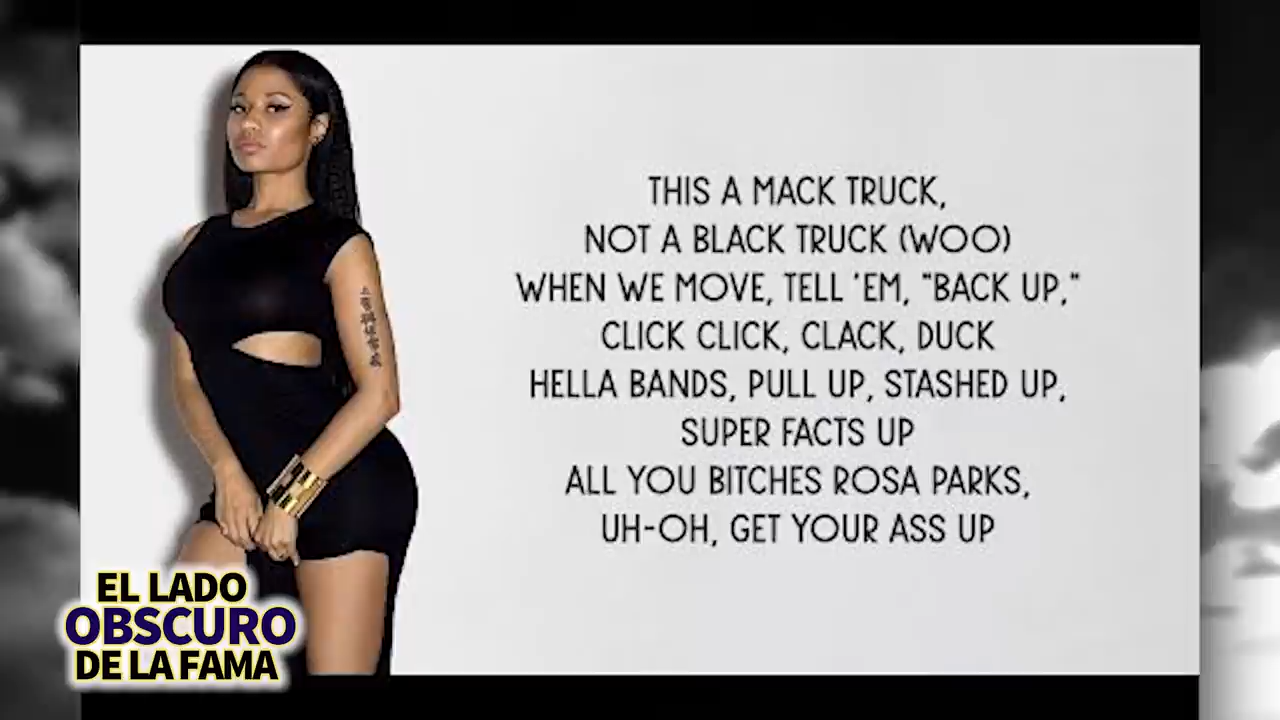 THIS A MACK TRUCK,
NOT A BLACK TRUCK (WOO)
WHEN WE MOVE, TELL 'EM, "BACK UP,"
CLICK CLICK, CLACK, DUCK
HELLA BANDS, PULL UP, STASHED UP,
SUPER FACTS UP
ALL YOU BITCHES ROSA PARKS,
UH-OH, GET YOUR ASS UP
EL LADO
OBSCURO
DE LA FAMA